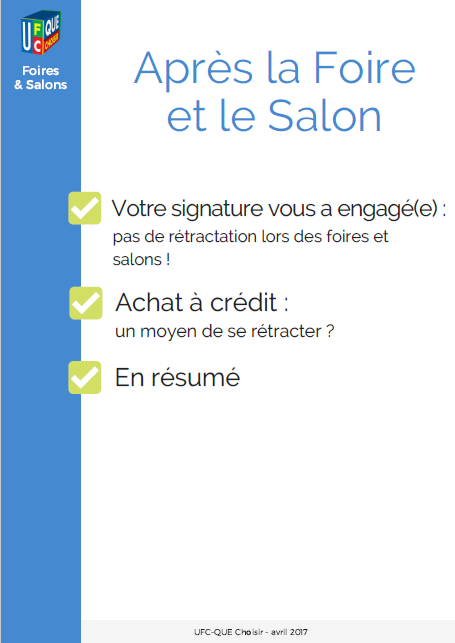 UFC QUE
CHOISIR
Foires
& Salons
Après la Foire
et le Salon
Votre signature vous a engagé(e) :
pas de rétractation lors des foires et
salons !
Achat à crédit :
un moyen de se rétracter ?
En résumé
UFC-QUE Choisir - avril 2017